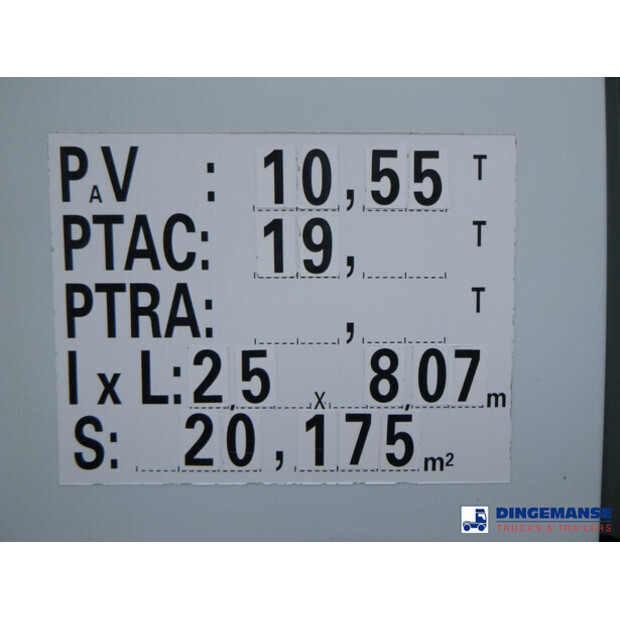 PAV : 10,55 T
PTAC: 19, T
PTRA: , T
l x L: 2,5 x 8,07 m
S: 20,175 m²
DINGEMANSE
TRUCKS & TRAILERS